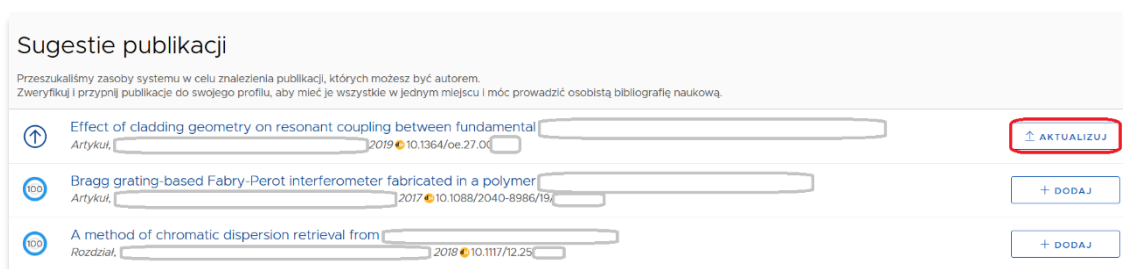 Sugestie publikacji
Przeszukaliśmy zasoby systemu w celu znalezienia publikacji, których możesz być autorem.
Zweryfikuj i przypnij publikacje do swojego profilu, aby mieć je wszystkie w jednym miejscu i móc prowadzić osobistą bibliografię naukową.
Effect of cladding geometry on resonant coupling between fundamental
Artykuł, 2019 10.1364/oe.27.00
AKTUALIZUJ
100
Bragg grating-based Fabry-Perot interferometer fabricated in a polymer
Artykuł, 2017 10.1088/2040-8986/19/
+ DODAJ
100
A method of chromatic dispersion retrieval from
Rozdział, 2018 10.1117/12.25
+ DODAJ